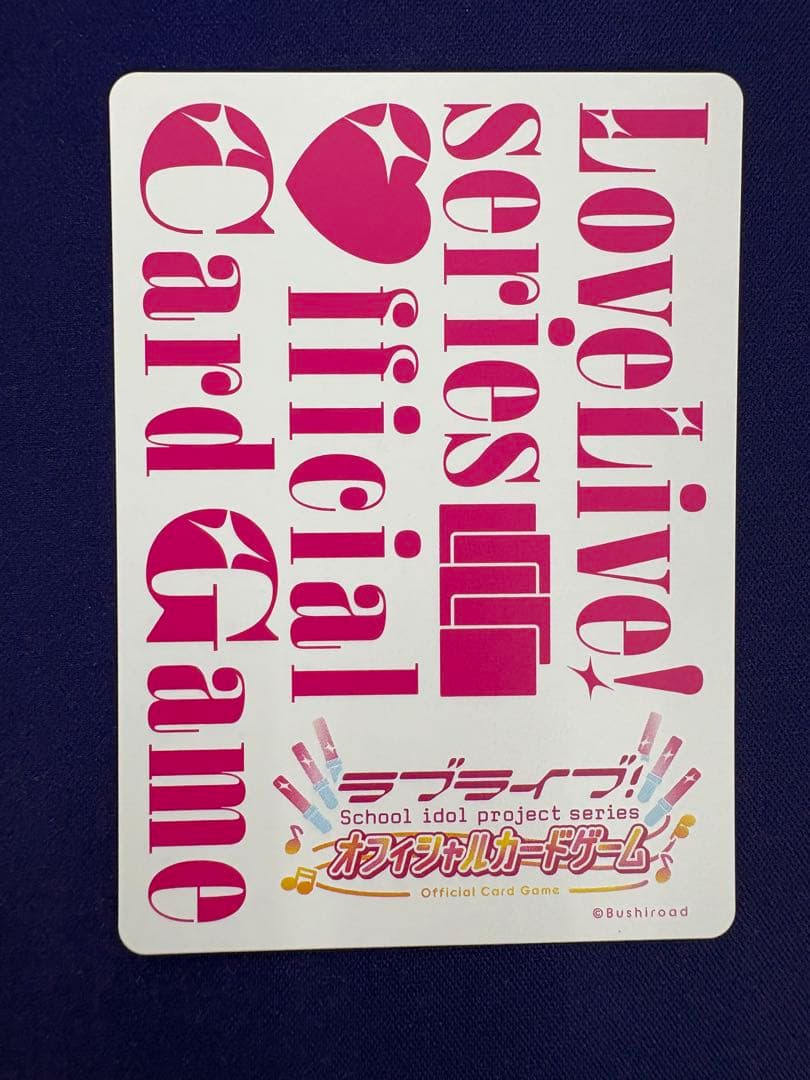 LoveLive!
series
♥fficial
Card Game
ラブライブ!
School idol project series
オフィシャルカードゲーム
Official Card Game
©Bushiroad